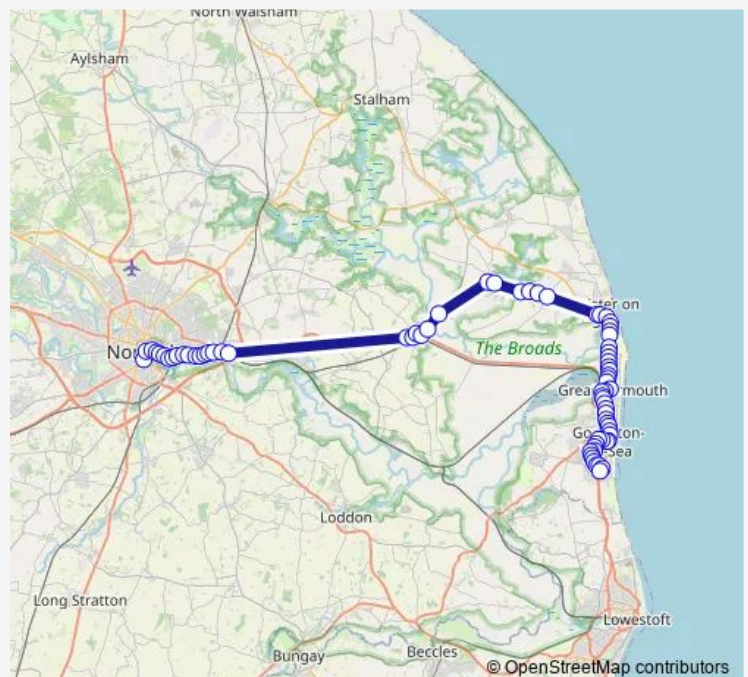 North Walsham
Aylsham
Stalham
The Broads
Loddon
Long Stratton
Lowestoft
Bungay
Beccles
© OpenStreetMap contributors